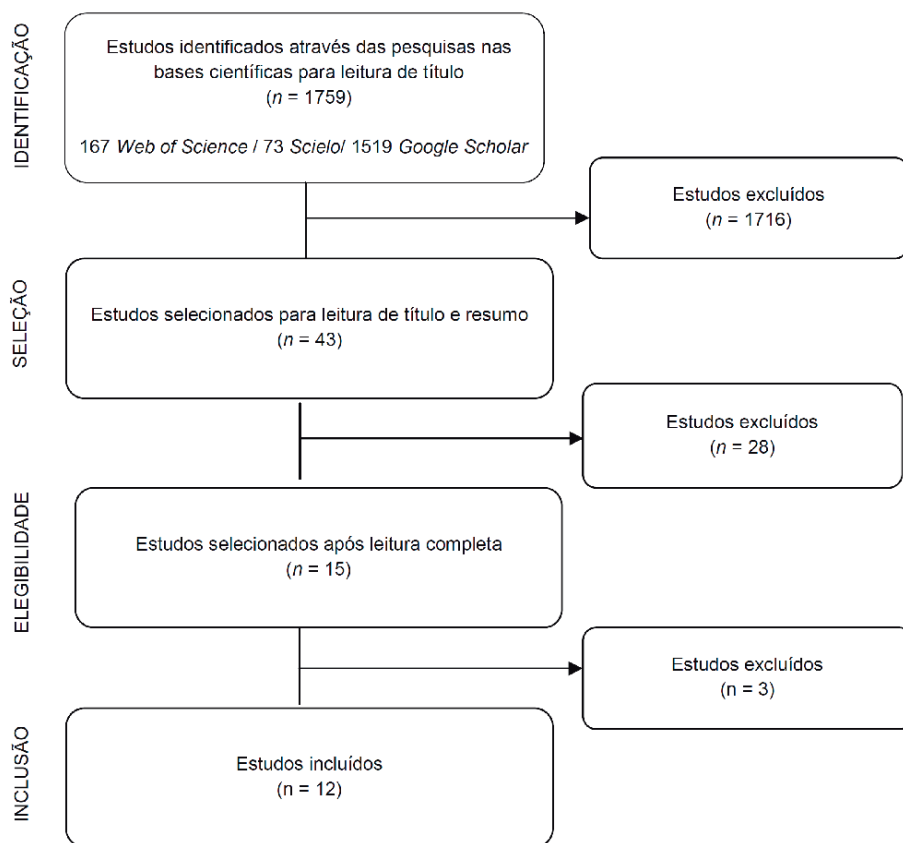 IDENTIFICAÇÃO
Estudos identificados através das pesquisas nas
bases científicas para leitura de título
(n = 1759)
167 Web of Science / 73 Scielo/ 1519 Google Scholar
Estudos excluídos
(n = 1716)
SELEÇÃO
Estudos selecionados para leitura de título e resumo
(n = 43)
Estudos excluídos
(n = 28)
ELEGIBILIDADE
Estudos selecionados após leitura completa
(n = 15)
Estudos excluídos
(n = 3)
INCLUSÃO
Estudos incluídos
(n = 12)